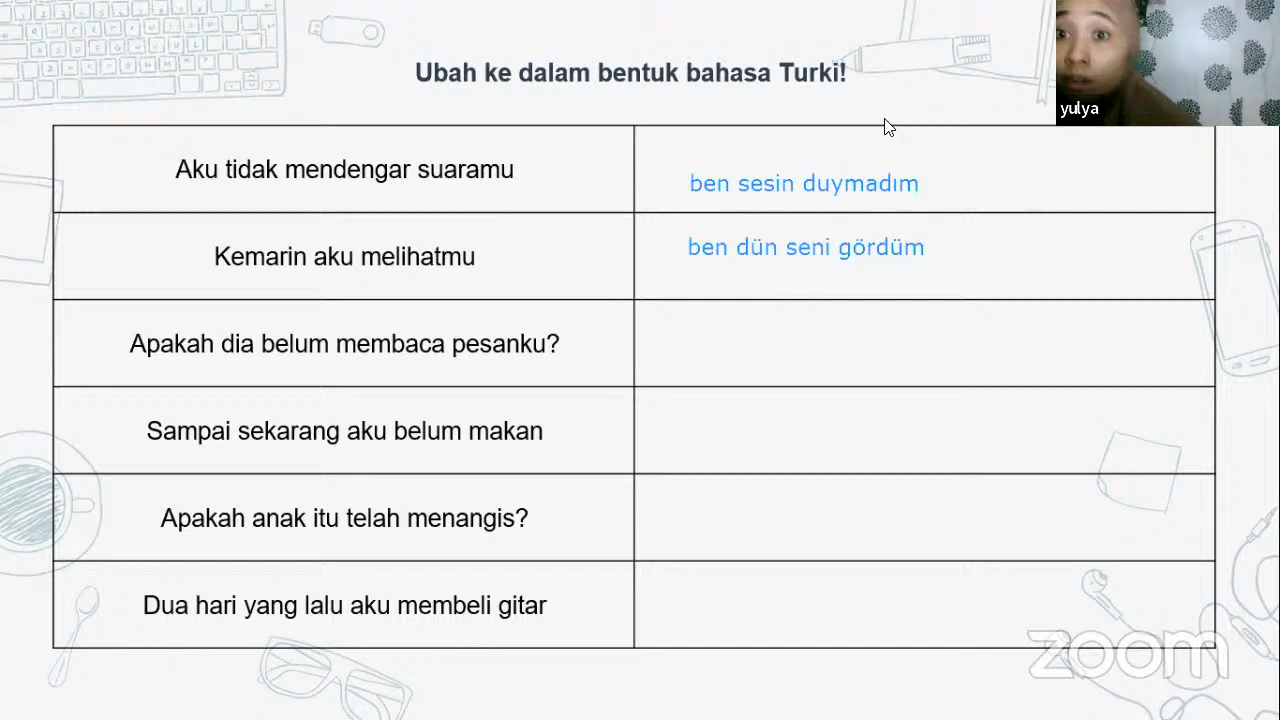 Ubah ke dalam bentuk bahasa Turki!
yulya
Aku tidak mendengar suaramu
ben sesin duymadım
Kemarin aku melihatmu
ben dün seni gördüm
Apakah dia belum membaca pesanku?
Sampai sekarang aku belum makan
Apakah anak itu telah menangis?
Dua hari yang lalu aku membeli gitar
zoom